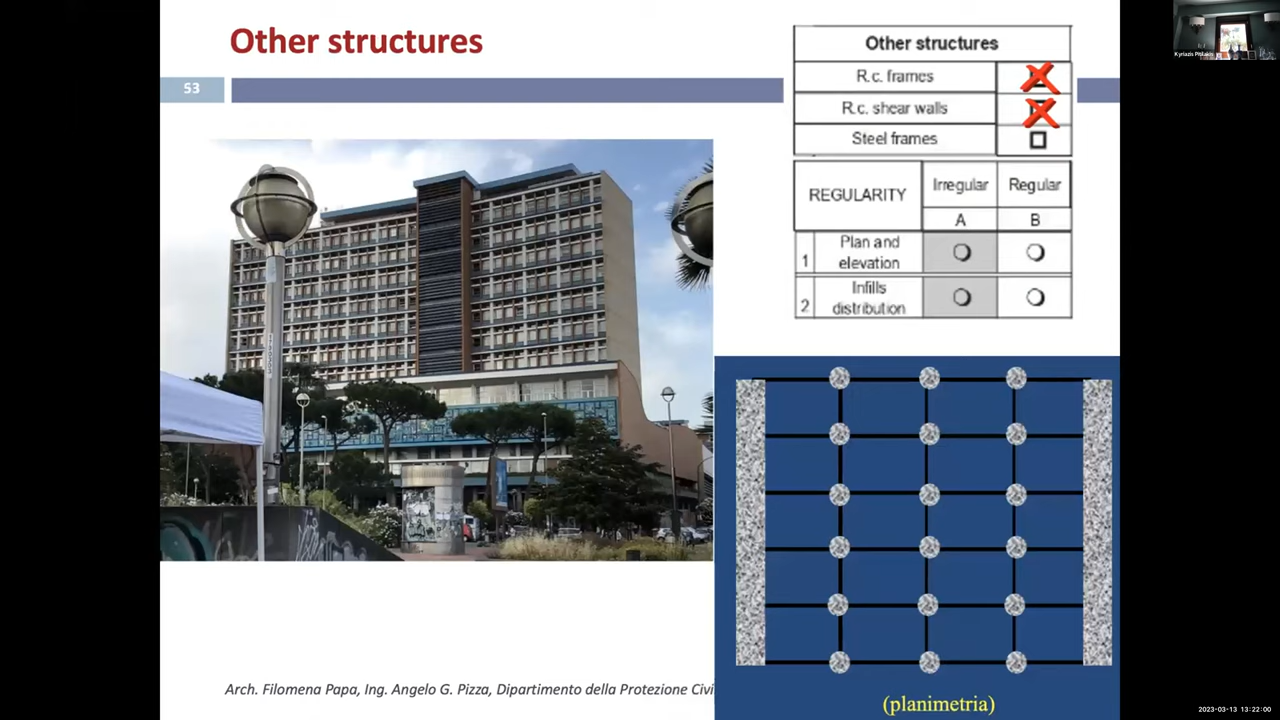 Other structures
53
Other structures
R.c. frames
R.c. shear walls
Steel frames
REGULARITY
Irregular
Regular
A
B
1
Plan and
elevation
2
Infills
distribution
(planimetria)
Arch. Filomena Papa, Ing. Angelo G. Pizza, Dipartimento della Protezione Civi
2023-03-13 13:22:00